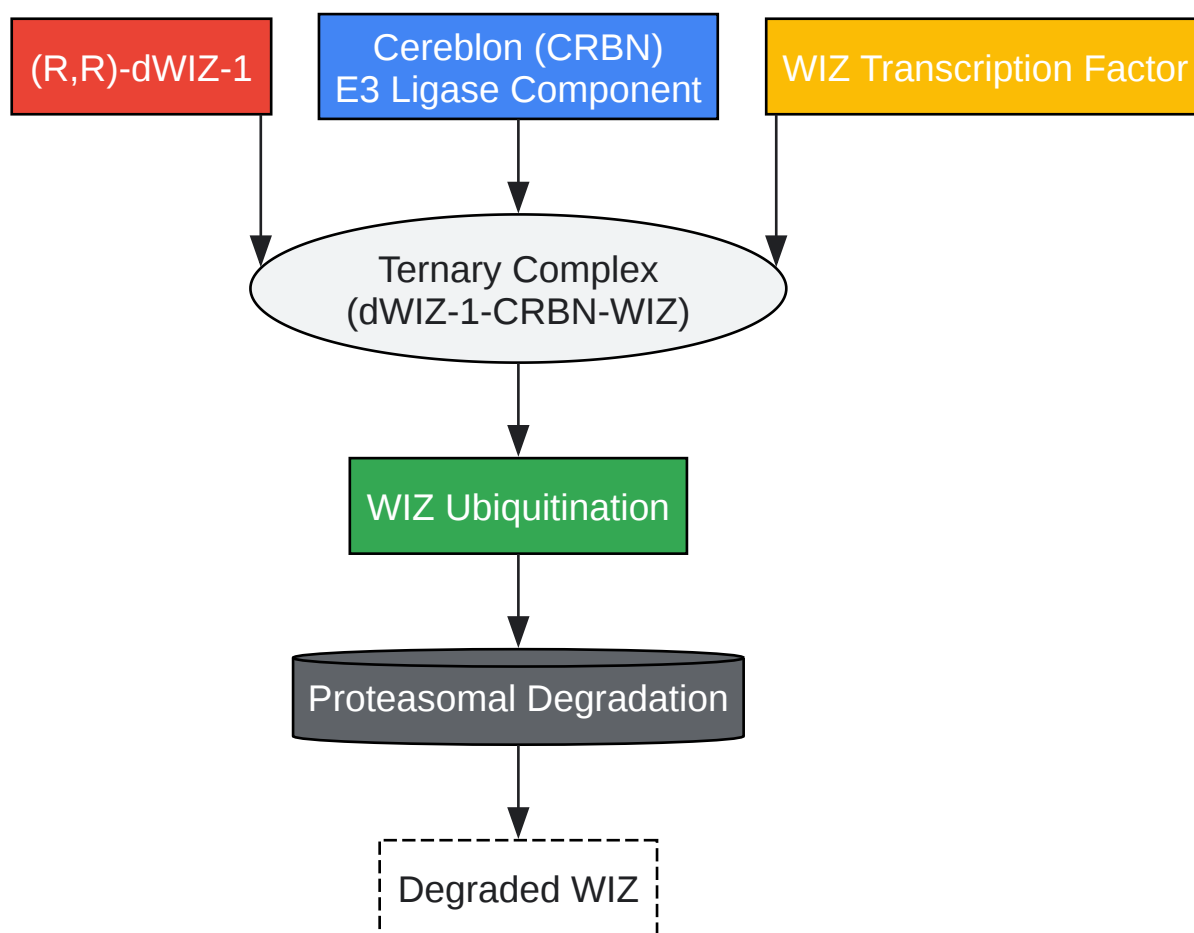 (R,R)-dWIZ-1
Cereblon (CRBN)
E3 Ligase Component
WIZ Transcription Factor
Ternary Complex
(dWIZ-1-CRBN-WIZ)
WIZ Ubiquitination
Proteasomal Degradation
Degraded WIZ